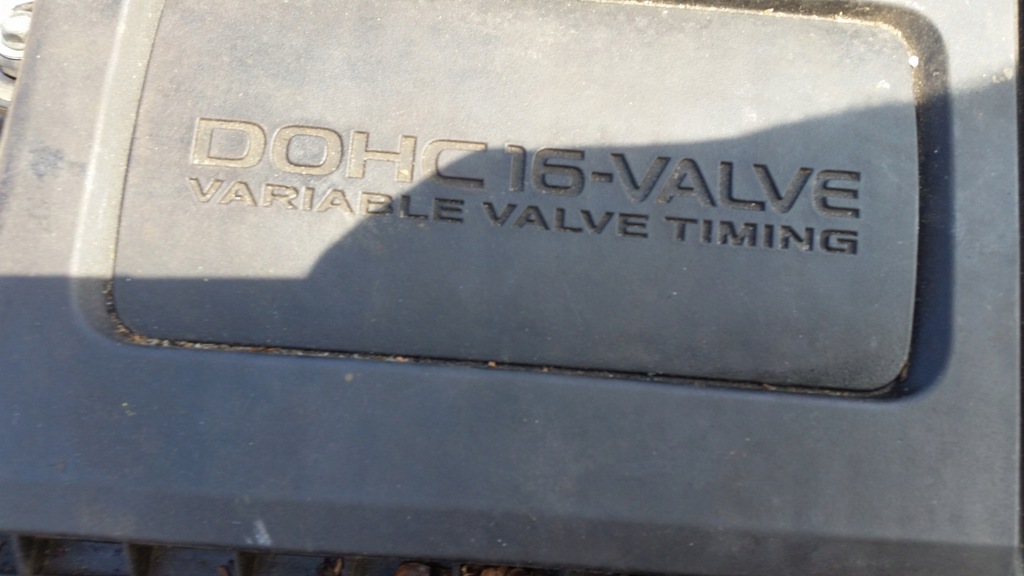 DOHC 16-VALVE
VARIABLE VALVE TIMING